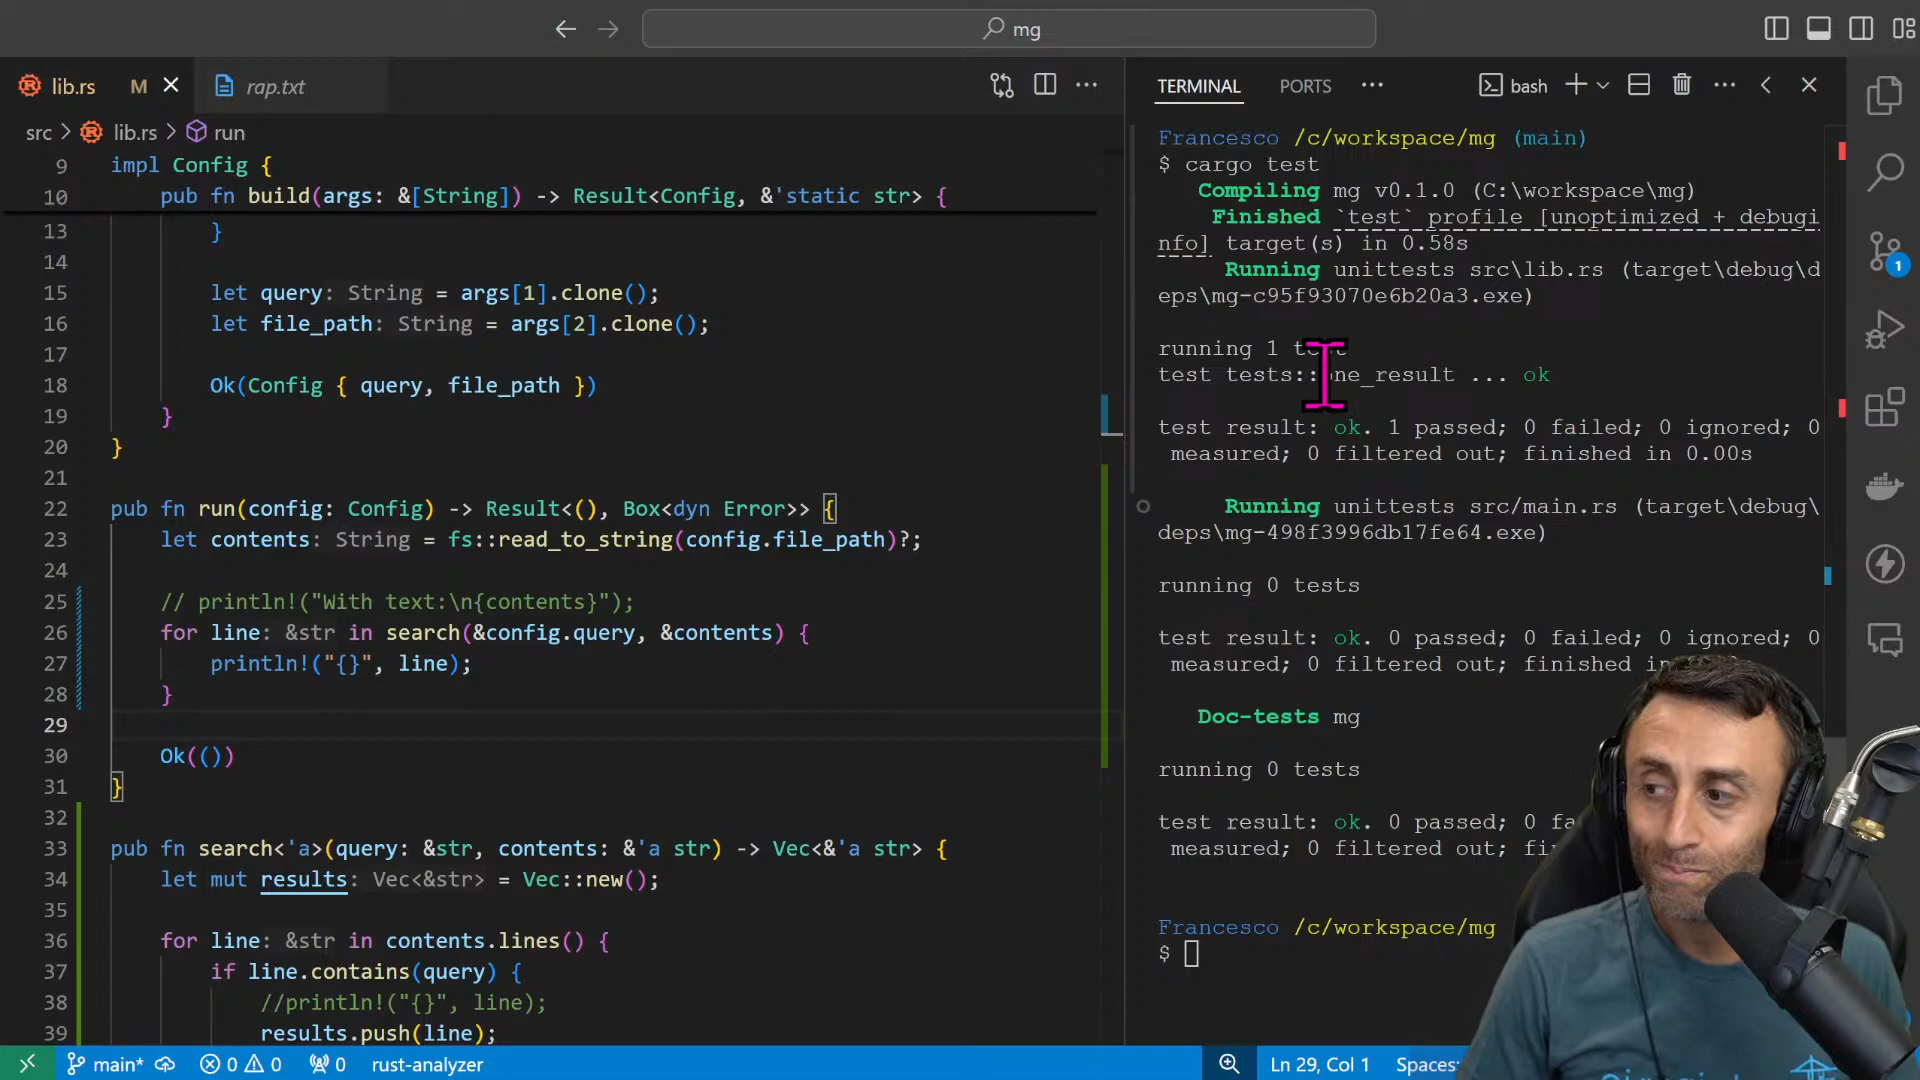 mg
lib.rs M
rap.txt
src > lib.rs > run
9 impl Config {
10 pub fn build(args: &[String]) -> Result<Config, &'static str> {
13 }
14
15 let query: String = args[1].clone();
16 let file_path: String = args[2].clone();
17
18 Ok(Config { query, file_path })
19 }
20 }
21
22 pub fn run(config: Config) -> Result<(), Box<dyn Error>> {
23 let contents: String = fs::read_to_string(config.file_path)?;
24
25 // println!("With text:\n{contents}");
26 for line: &str in search(&config.query, &contents) {
27 println!("{}", line);
28 }
29
30 Ok(())
31 }
32
33 pub fn search<'a>(query: &str, contents: &'a str) -> Vec<&'a str> {
34 let mut results: Vec<&str> = Vec::new();
35
36 for line: &str in contents.lines() {
37 if line.contains(query) {
38 //println!("{}", line);
39 results.push(line);
TERMINAL PORTS bash
Francesco /c/workspace/mg (main)
$ cargo test
Compiling mg v0.1.0 (C:\workspace\mg)
Finished `test` profile [unoptimized + debugi
nfo] target(s) in 0.58s
Running unittests src\lib.rs (target\debug\d
eps\mg-c95f93070e6b20a3.exe)
running 1 test
test tests::one_result ... ok
test result: ok. 1 passed; 0 failed; 0 ignored; 0
measured; 0 filtered out; finished in 0.00s
Running unittests src/main.rs (target\debug\
deps\mg-498f3996db17fe64.exe)
running 0 tests
test result: ok. 0 passed; 0 failed; 0 ignored; 0
measured; 0 filtered out; finished in
Doc-tests mg
running 0 tests
test result: ok. 0 passed; 0
measured; 0 filtered out;
Francesco /c/workspace/mg
$
1
main* 0 0 0 rust-analyzer
Ln 29, Col 1 Spaces: